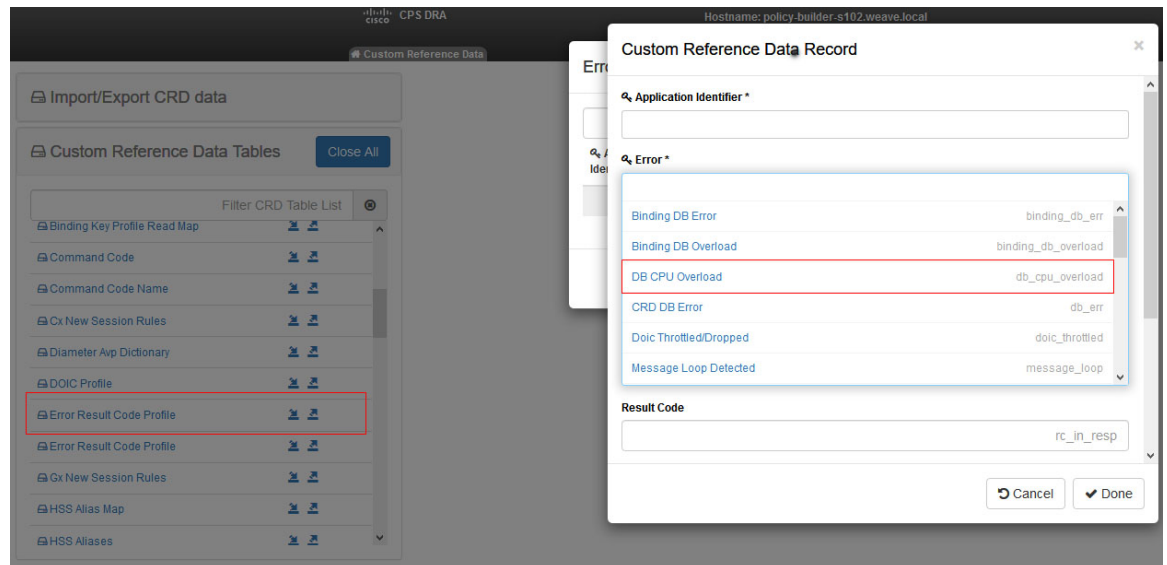 cisco CPS DRA
Hostname: policy-builder-s102.weave.local
Custom Reference Data
Import/Export CRD data
Custom Reference Data Tables
Close All
Filter CRD Table List
Binding Key Profile Read Map
Command Code
Command Code Name
Cx New Session Rules
Diameter Avp Dictionary
DOIC Profile
Error Result Code Profile
Error Result Code Profile
Gx New Session Rules
HSS Alias Map
HSS Aliases
Custom Reference Data Record
×
Application Identifier *
Error *
Binding DB Error binding_db_err
Binding DB Overload binding_db_overload
DB CPU Overload db_cpu_overload
CRD DB Error db_err
Doic Throttled/Dropped doic_throttled
Message Loop Detected message_loop
Result Code
rc_in_resp
Cancel
Done